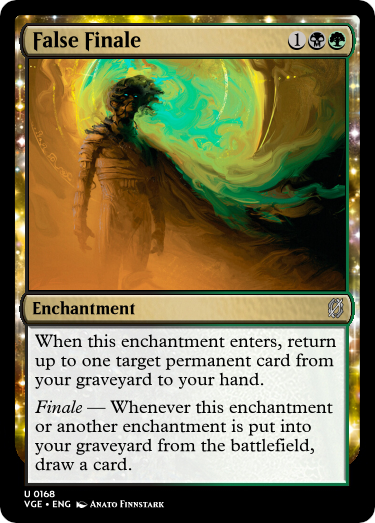 False Finale 1
Enchantment
When this enchantment enters, return
up to one target permanent card from
your graveyard to your hand.
Finale — Whenever this enchantment
or another enchantment is put into
your graveyard from the battlefield,
draw a card.
U 0168
VGE • ENG Anato Finnstark